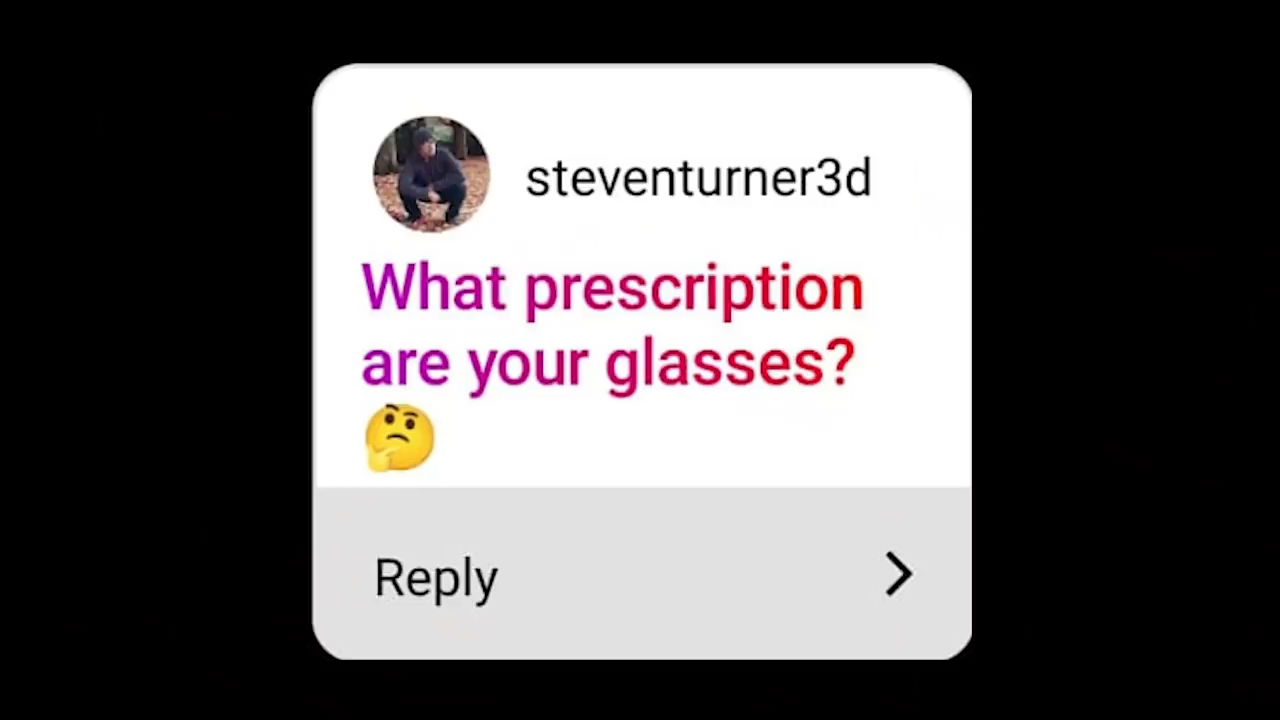 steventurner3d
What prescription
are your glasses?
🤔
Reply